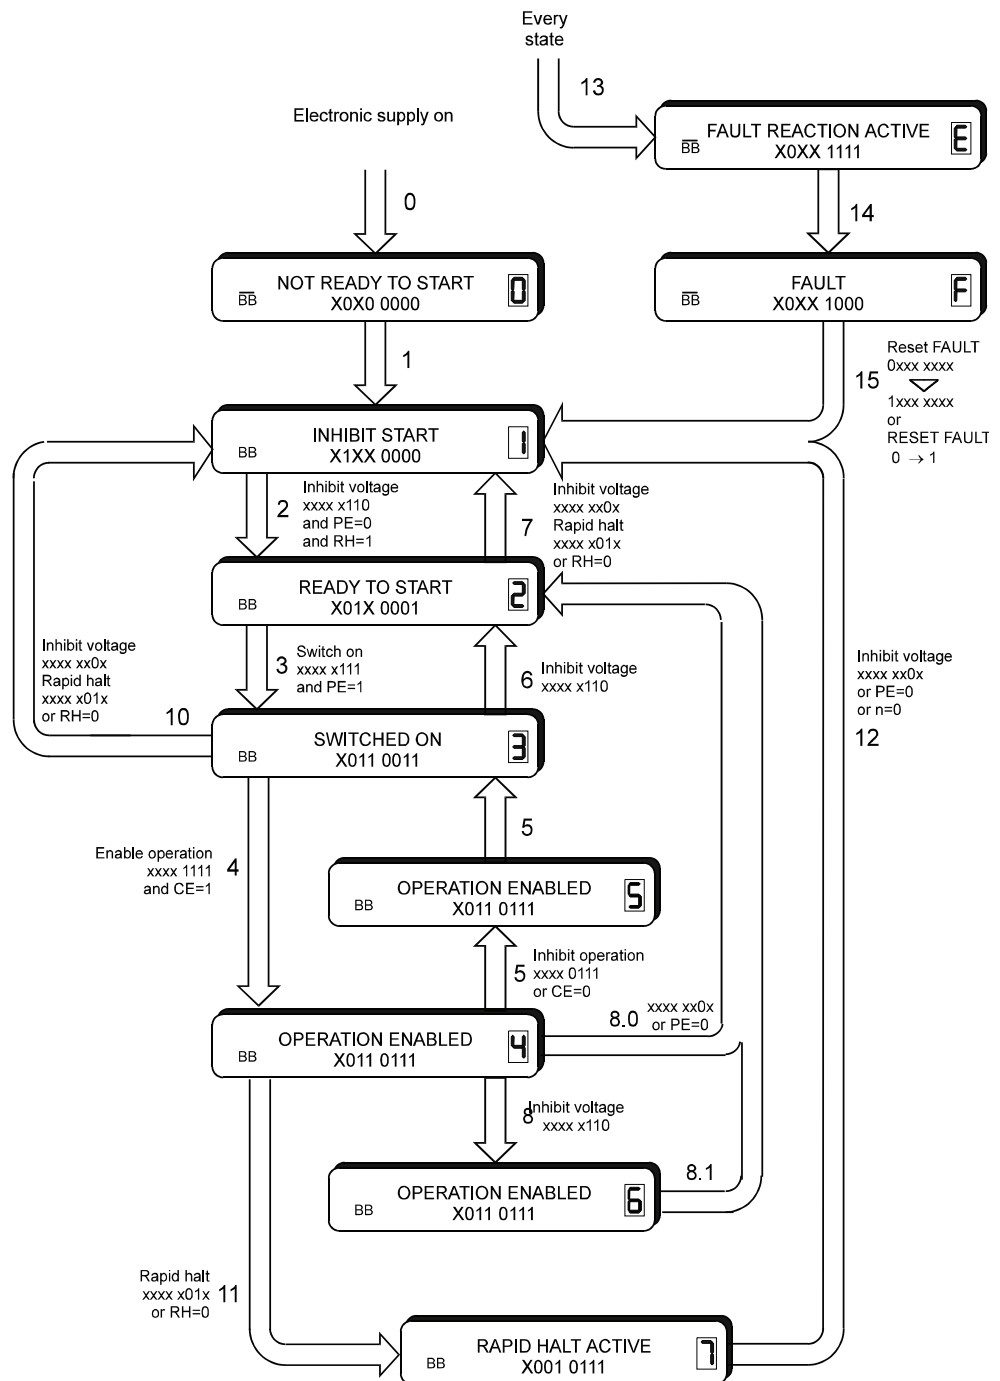 Every
state
13
Electronic supply on
FAULT REACTION ACTIVE
X0XX 1111
BB
E
0
14
NOT READY TO START
X0X0 0000
BB
0
FAULT
X0XX 1000
BB
F
1
15
Reset FAULT
0xxx xxxx
1xxx xxxx
or
RESET FAULT
0 → 1
INHIBIT START
X1XX 0000
BB
1
2
Inhibit voltage
xxxx x110
and PE=0
and RH=1
7
Inhibit voltage
xxxx xx0x
Rapid halt
xxxx x01x
or RH=0
READY TO START
X01X 0001
BB
2
Inhibit voltage
xxxx xx0x
Rapid halt
xxxx x01x
or RH=0
10
3
Switch on
xxxx x111
and PE=1
6
Inhibit voltage
xxxx x110
Inhibit voltage
xxxx xx0x
or PE=0
or n=0
12
SWITCHED ON
X011 0011
BB
3
5
Enable operation
xxxx 1111
and CE=1
4
OPERATION ENABLED
X011 0111
BB
5
5
Inhibit operation
xxxx 0111
or CE=0
8.0
xxxx xx0x
or PE=0
OPERATION ENABLED
X011 0111
BB
4
8
Inhibit voltage
xxxx x110
8.1
OPERATION ENABLED
X011 0111
BB
6
Rapid halt
xxxx x01x
or RH=0
11
RAPID HALT ACTIVE
X001 0111
BB
7